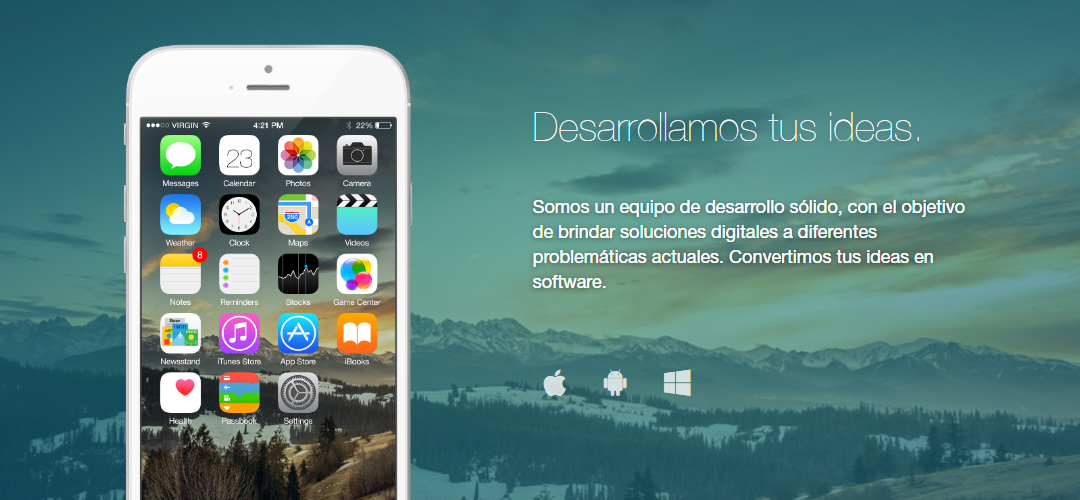 VIRGIN 4:21 PM 22%
Messages Calendar Photos Camera
23
Weather Clock Maps Videos
280
8
Notes Reminders Stocks Game Center
Newsstand iTunes Store App Store iBooks
Health Passbook Settings
Desarrollamos tus ideas.
Somos un equipo de desarrollo sólido, con el objetivo
de brindar soluciones digitales a diferentes
problemáticas actuales. Convertimos tus ideas en
software.